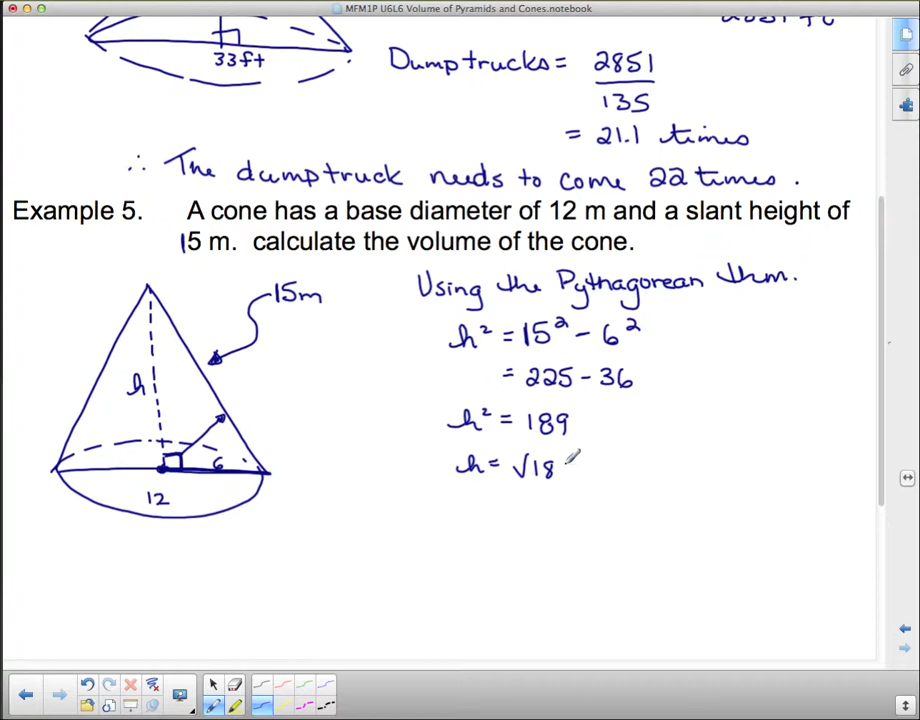 MFM1P U6L6 Volume of Pyramids and Cones.notebook
33ft
Dumptrucks = 2851
135
= 21.1 times
∴ The dumptruck needs to come 22 times.
Example 5. A cone has a base diameter of 12 m and a slant height of
15 m. calculate the volume of the cone.
15m
h
6
12
Using the Pythagorean thm.
h² = 15² - 6²
= 225 - 36
h² = 189
h = √18